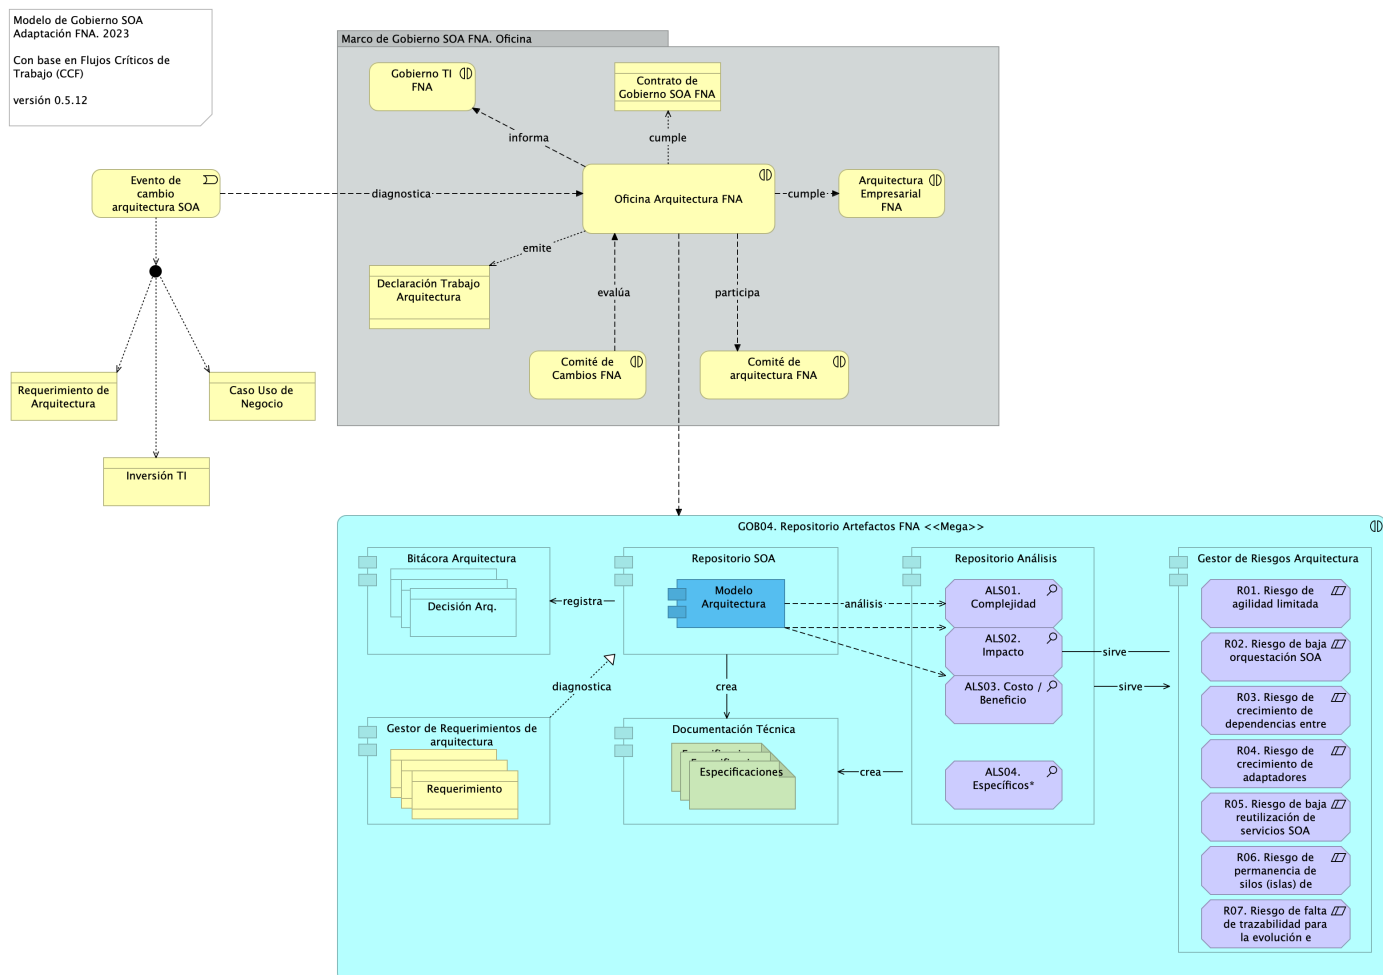 Modelo de Gobierno SOA
Adaptación FNA. 2023
Con base en Flujos Críticos de
Trabajo (CCF)
versión 0.5.12
Marco de Gobierno SOA FNA. Oficina
Gobierno TI
FNA
Contrato de
Gobierno SOA FNA
informa
cumple
Evento de
cambio
arquitectura SOA
diagnostica
Oficina Arquitectura FNA
cumple
Arquitectura
Empresarial
FNA
emite
Declaración Trabajo
Arquitectura
evalúa
participa
Comité de
Cambios FNA
Comité de
arquitectura FNA
Requerimiento de
Arquitectura
Caso Uso de
Negocio
Inversión TI
GOB04. Repositorio Artefactos FNA <<Mega>>
Bitácora Arquitectura
Decisión Arq.
registra
Repositorio SOA
Modelo
Arquitectura
análisis
Repositorio Análisis
ALS01.
Complejidad
ALS02.
Impacto
ALS03. Costo /
Beneficio
ALS04.
Específicos*
sirve
sirve
diagnostica
crea
crea
Gestor de Requerimientos de
arquitectura
Requerimiento
Documentación Técnica
Especificaciones
Gestor de Riesgos Arquitectura
R01. Riesgo de
agilidad limitada
R02. Riesgo de baja
orquestación SOA
R03. Riesgo de
crecimiento de
dependencias entre
R04. Riesgo de
crecimiento de
adaptadores
R05. Riesgo de baja
reutilización de
servicios SOA
R06. Riesgo de
permanencia de
silos (islas) de
R07. Riesgo de falta
de trazabilidad para
la evolución e